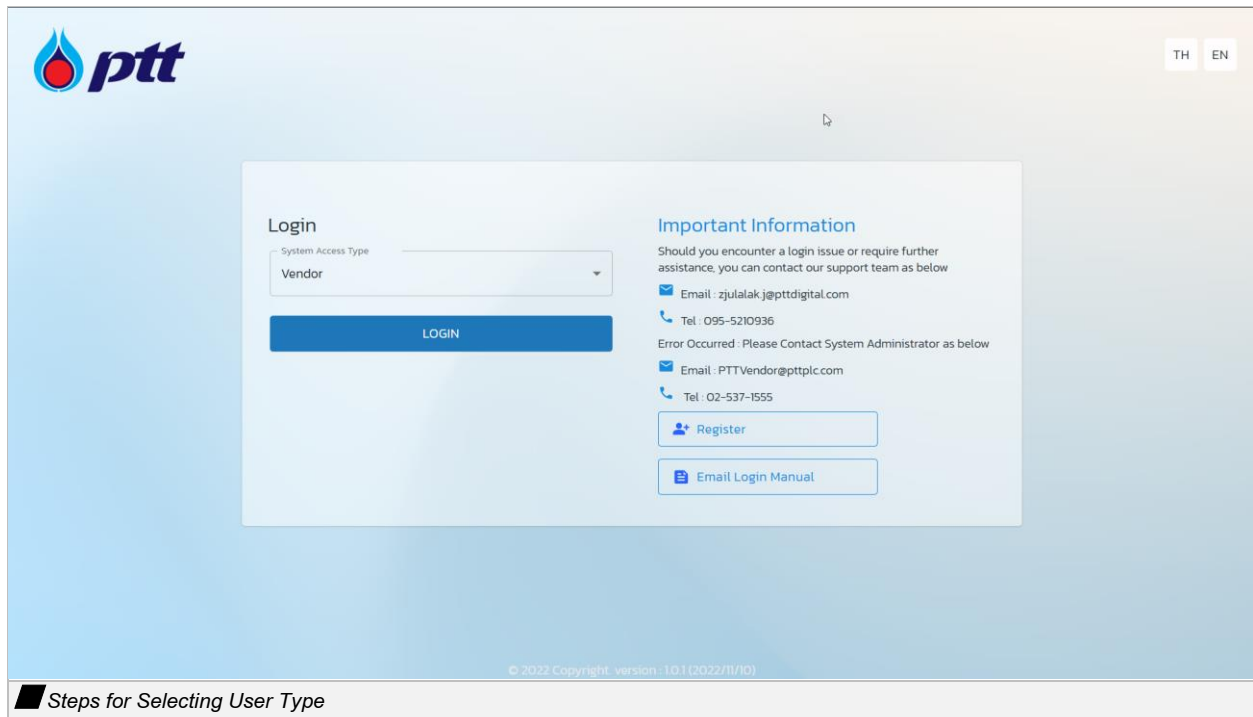 ptt
TH EN
Login
System Access Type
Vendor
LOGIN
Important Information
Should you encounter a login issue or require further
assistance, you can contact our support team as below
Email : zjulalak.j@pttdigital.com
Tel : 095-5210936
Error Occurred : Please Contact System Administrator as below
Email : PTTVendor@pttplc.com
Tel : 02-537-1555
Register
Email Login Manual
© 2022 Copyright version : 1.0.1 (2022/11/10)
Steps for Selecting User Type